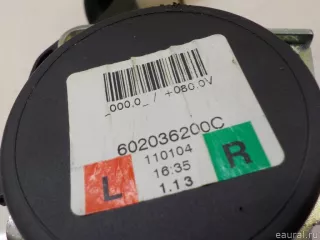 _000.0_ / +080.0V
602036200C
110104
L 16:35 R
1.13
eaural.ru